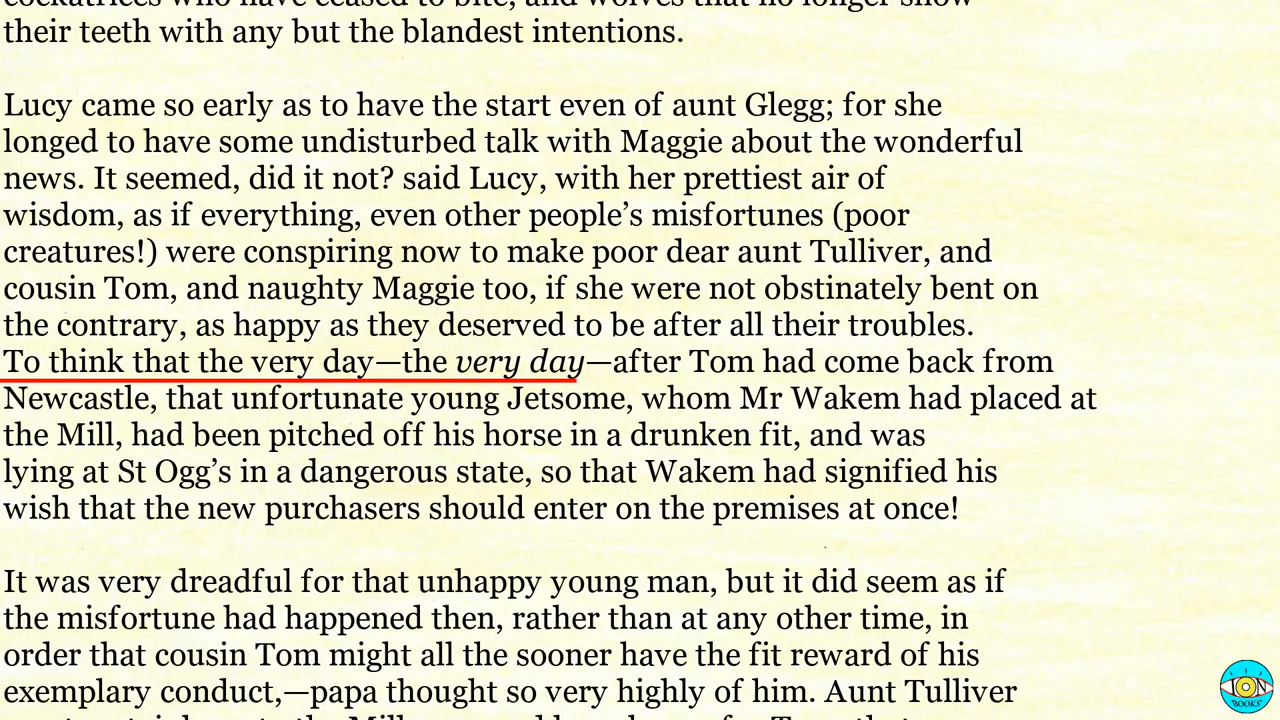 cockatrices who have ceased to bite, and wolves that no longer show
their teeth with any but the blandest intentions.
Lucy came so early as to have the start even of aunt Glegg; for she
longed to have some undisturbed talk with Maggie about the wonderful
news. It seemed, did it not? said Lucy, with her prettiest air of
wisdom, as if everything, even other people’s misfortunes (poor
creatures!) were conspiring now to make poor dear aunt Tulliver, and
cousin Tom, and naughty Maggie too, if she were not obstinately bent on
the contrary, as happy as they deserved to be after all their troubles.
To think that the very day—the very day—after Tom had come back from
Newcastle, that unfortunate young Jetsome, whom Mr Wakem had placed at
the Mill, had been pitched off his horse in a drunken fit, and was
lying at St Ogg’s in a dangerous state, so that Wakem had signified his
wish that the new purchasers should enter on the premises at once!
It was very dreadful for that unhappy young man, but it did seem as if
the misfortune had happened then, rather than at any other time, in
order that cousin Tom might all the sooner have the fit reward of his
exemplary conduct,—papa thought so very highly of him. Aunt Tulliver
ION
BOOKS